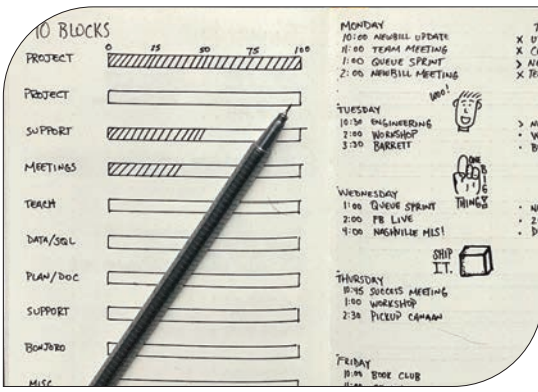 10 BLOCKS
0 25 50 75 100
PROJECT
PROJECT
SUPPORT
MEETINGS
TEACH
DATA/SQL
PLAN/DOC
SUPPORT
BONJORO
MISC
MONDAY
10:00 NEWBILL UPDATE
11:00 TEAM MEETING
1:00 QUEUE SPRINT
2:00 NEWBILL MEETING
WOO!
TUESDAY
10:30 ENGINEERING
2:00 WORKSHOP
3:30 BARRETT
ONE
BIG
THING!
WEDNESDAY
1:00 QUEUE SPRINT
2:00 PB LIVE
4:00 NASHVILLE MLS!
SHIP
I.T.
THURSDAY
10:45 SUCCESS MEETING
1:00 WORKSHOP
2:30 PICKUP CANAAN
FRIDAY
10:00 BOOK CLUB